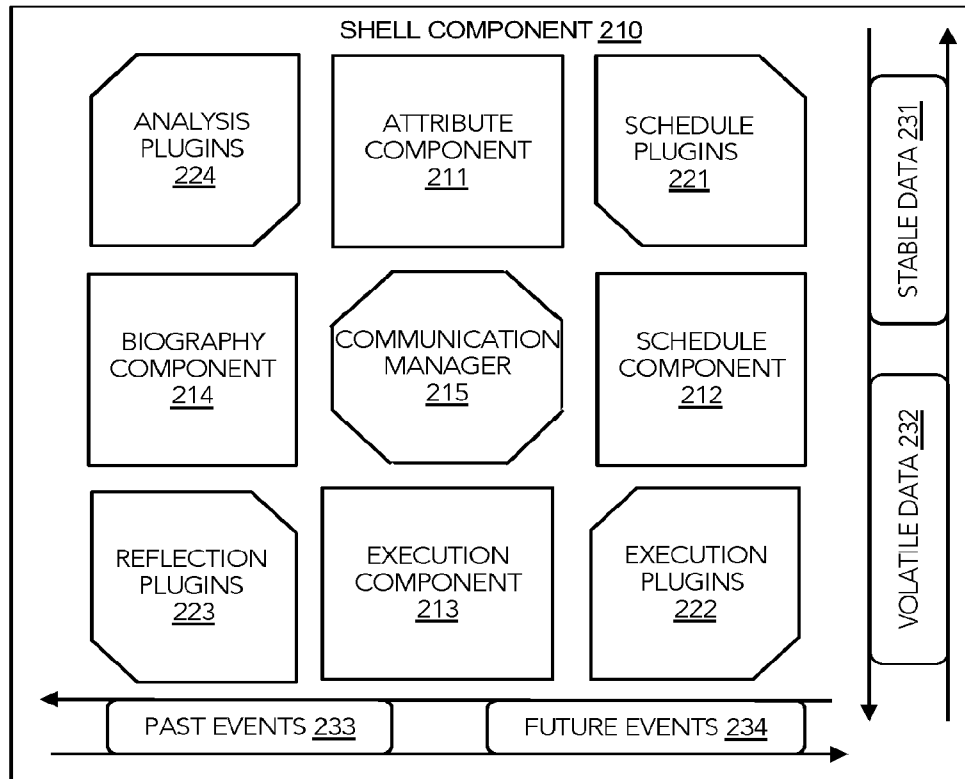 SHELL COMPONENT 210
ANALYSIS
PLUGINS
224
ATTRIBUTE
COMPONENT
211
SCHEDULE
PLUGINS
221
BIOGRAPHY
COMPONENT
214
COMMUNICATION
MANAGER
215
SCHEDULE
COMPONENT
212
REFLECTION
PLUGINS
223
EXECUTION
COMPONENT
213
EXECUTION
PLUGINS
222
STABLE DATA 231
VOLATILE DATA 232
PAST EVENTS 233
FUTURE EVENTS 234